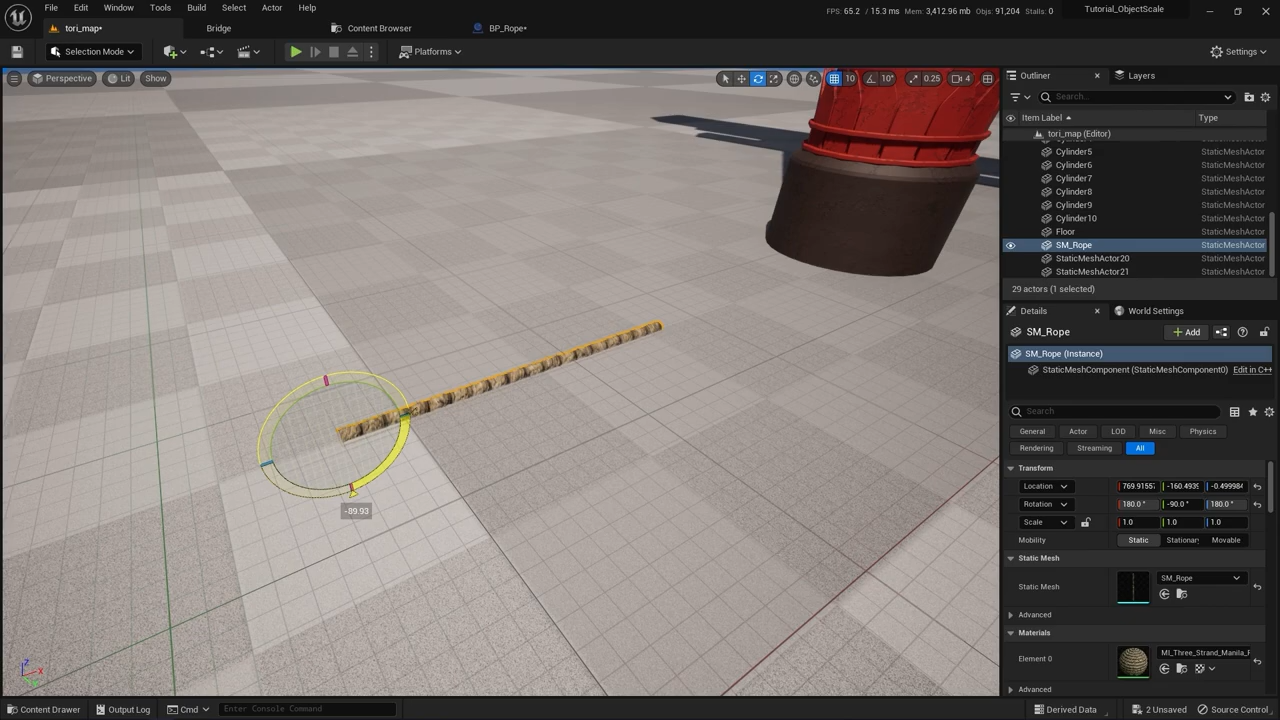 File Edit Window Tools Build Select Actor Help
FPS: 65.2 / 15.3 ms Mem: 3,412.96 mb Objs: 91,204 Stalls: 0
Tutorial_ObjectScale
tori_map*
Bridge
Content Browser
BP_Rope*
Selection Mode
Platforms
Settings
Perspective
Lit
Show
10
10°
0.25
4
Outliner
Layers
Search...
Item Label
Type
tori_map (Editor)
Cylinder5 StaticMeshActor
Cylinder6 StaticMeshActor
Cylinder7 StaticMeshActor
Cylinder8 StaticMeshActor
Cylinder9 StaticMeshActor
Cylinder10 StaticMeshActor
Floor StaticMeshActor
SM_Rope StaticMeshActor
StaticMeshActor20 StaticMeshActor
StaticMeshActor21 StaticMeshActor
29 actors (1 selected)
Details
World Settings
SM_Rope
Add
SM_Rope (Instance)
StaticMeshComponent (StaticMeshComponent0) Edit in C++
Search
General Actor LOD Misc Physics
Rendering Streaming All
Transform
Location 769.9155 -160.4939 -0.499984
Rotation 180.0 ° -90.0 ° 180.0 °
Scale 1.0 1.0 1.0
Mobility Static Stationary Movable
Static Mesh
Static Mesh SM_Rope
Advanced
Materials
Element 0 MI_Three_Strand_Manila_
Advanced
-89.93
Z
X
Content Drawer
Output Log
Cmd
Enter Console Command
Derived Data
2 Unsaved
Source Control